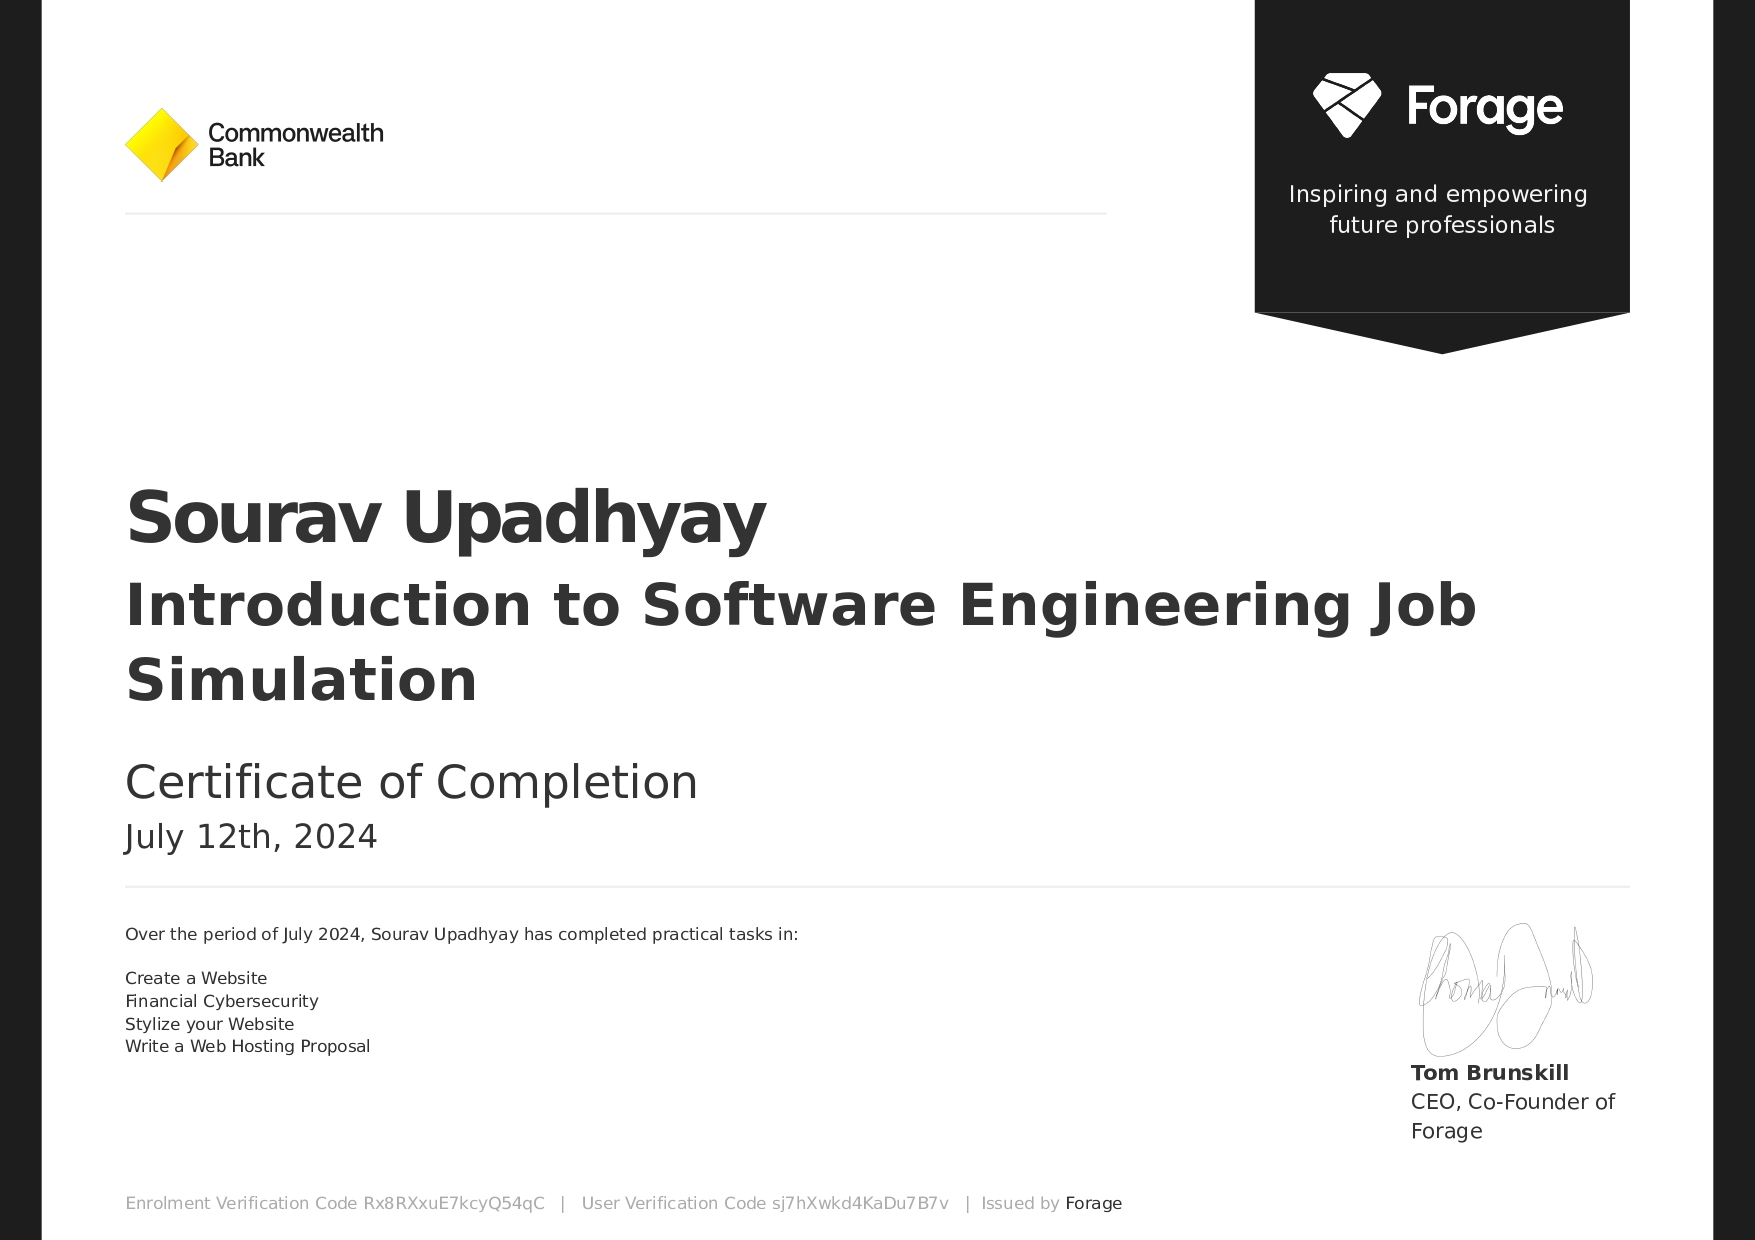 Commonwealth
Bank
Forage
Inspiring and empowering
future professionals
Sourav Upadhyay
Introduction to Software Engineering Job
Simulation
Certificate of Completion
July 12th, 2024
Over the period of July 2024, Sourav Upadhyay has completed practical tasks in:
Create a Website
Financial Cybersecurity
Stylize your Website
Write a Web Hosting Proposal
Tom Brunskill
CEO, Co-Founder of
Forage
Enrolment Verification Code Rx8RXxuE7kcyQ54qC | User Verification Code sj7hXwkd4KaDu7B7v | Issued by Forage